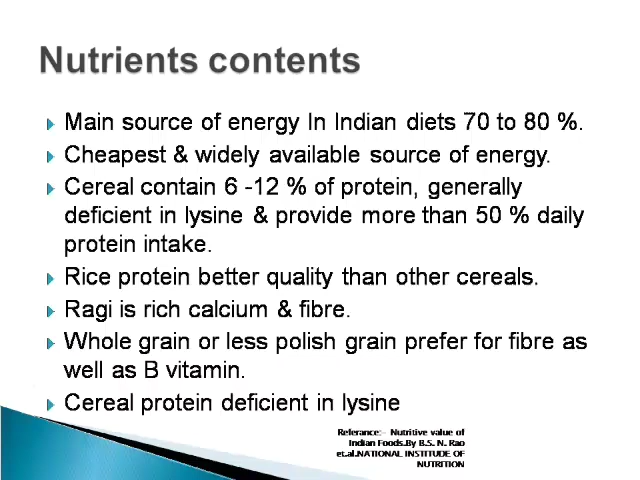 Nutrients contents
Main source of energy In Indian diets 70 to 80 %.
Cheapest & widely available source of energy.
Cereal contain 6 -12 % of protein, generally
deficient in lysine & provide more than 50 % daily
protein intake.
Rice protein better quality than other cereals.
Ragi is rich calcium & fibre.
Whole grain or less polish grain prefer for fibre as
well as B vitamin.
Cereal protein deficient in lysine
Referance:- Nutritive value of
Indian Foods.By B.S. N. Rao
et.al.NATIONAL INSTITUDE OF
NUTRITION